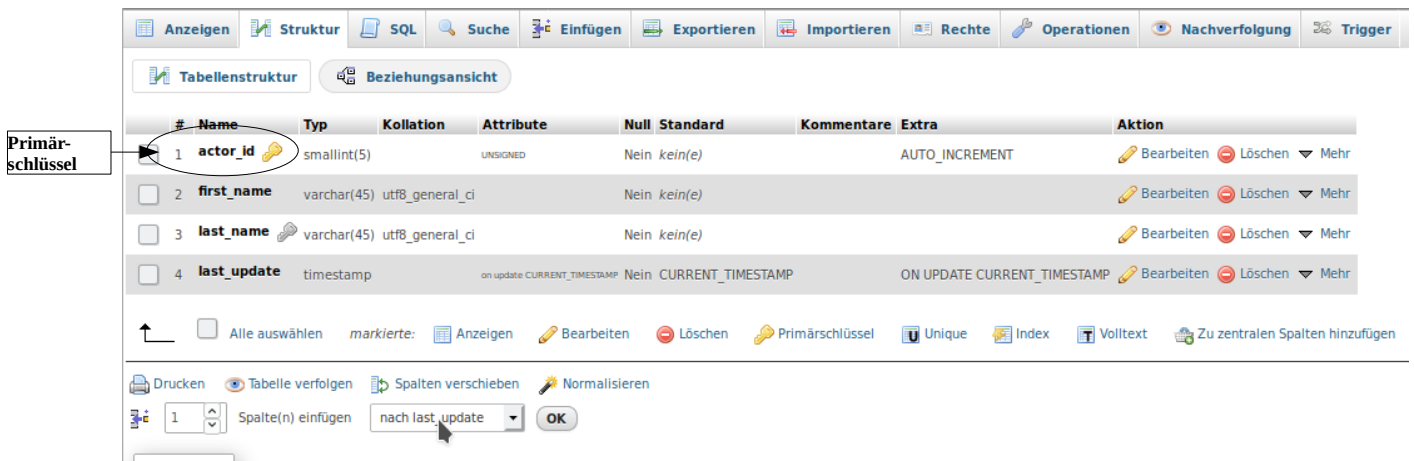 Anzeigen Struktur SQL Suche Einfügen Exportieren Importieren Rechte Operationen Nachverfolgung Trigger
Tabellenstruktur Beziehungsansicht
# Name Typ Kollation Attribute Null Standard Kommentare Extra Aktion
Primär-
schlüssel
1 actor_id smallint(5) UNSIGNED Nein kein(e) AUTO_INCREMENT Bearbeiten Löschen Mehr
2 first_name varchar(45) utf8_general_ci Nein kein(e) Bearbeiten Löschen Mehr
3 last_name varchar(45) utf8_general_ci Nein kein(e) Bearbeiten Löschen Mehr
4 last_update timestamp on update CURRENT_TIMESTAMP Nein CURRENT_TIMESTAMP ON UPDATE CURRENT_TIMESTAMP Bearbeiten Löschen Mehr
Alle auswählen markierte: Anzeigen Bearbeiten Löschen Primärschlüssel U Unique Index T Volltext Zu zentralen Spalten hinzufügen
Drucken Tabelle verfolgen Spalten verschieben Normalisieren
1 Spalte(n) einfügen nach last_update OK